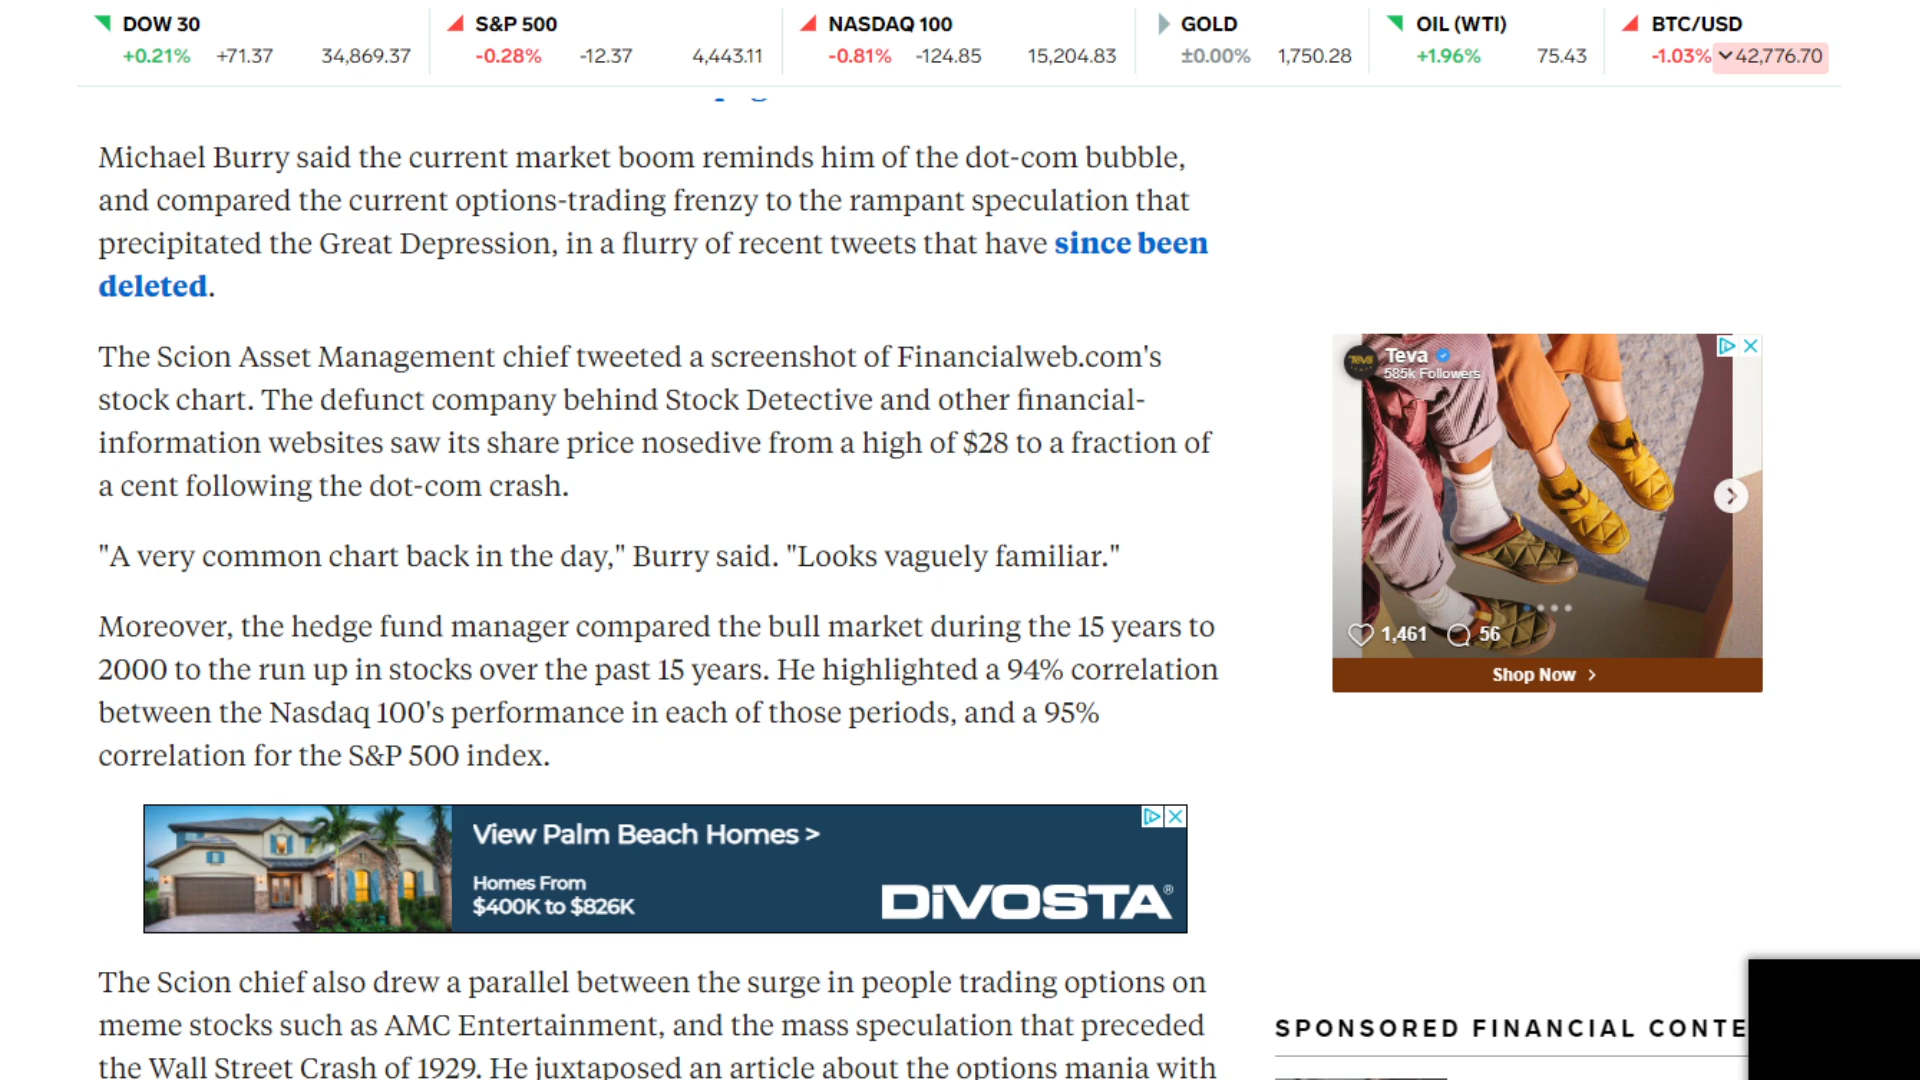 DOW 30
+0.21% +71.37 34,869.37
S&P 500
-0.28% -12.37 4,443.11
NASDAQ 100
-0.81% -124.85 15,204.83
GOLD
±0.00% 1,750.28
OIL (WTI)
+1.96% 75.43
BTC/USD
-1.03% 42,776.70
Michael Burry said the current market boom reminds him of the dot-com bubble,
and compared the current options-trading frenzy to the rampant speculation that
precipitated the Great Depression, in a flurry of recent tweets that have since been
deleted.
The Scion Asset Management chief tweeted a screenshot of Financialweb.com's
stock chart. The defunct company behind Stock Detective and other financial-
information websites saw its share price nosedive from a high of $28 to a fraction of
a cent following the dot-com crash.
"A very common chart back in the day," Burry said. "Looks vaguely familiar."
Moreover, the hedge fund manager compared the bull market during the 15 years to
2000 to the run up in stocks over the past 15 years. He highlighted a 94% correlation
between the Nasdaq 100's performance in each of those periods, and a 95%
correlation for the S&P 500 index.
View Palm Beach Homes >
Homes From
$400K to $826K
DiVOSTA®
The Scion chief also drew a parallel between the surge in people trading options on
meme stocks such as AMC Entertainment, and the mass speculation that preceded
the Wall Street Crash of 1929. He juxtaposed an article about the options mania with
Teva
Teva
585k Followers
1,461 56
Shop Now >
SPONSORED FINANCIAL CONTE